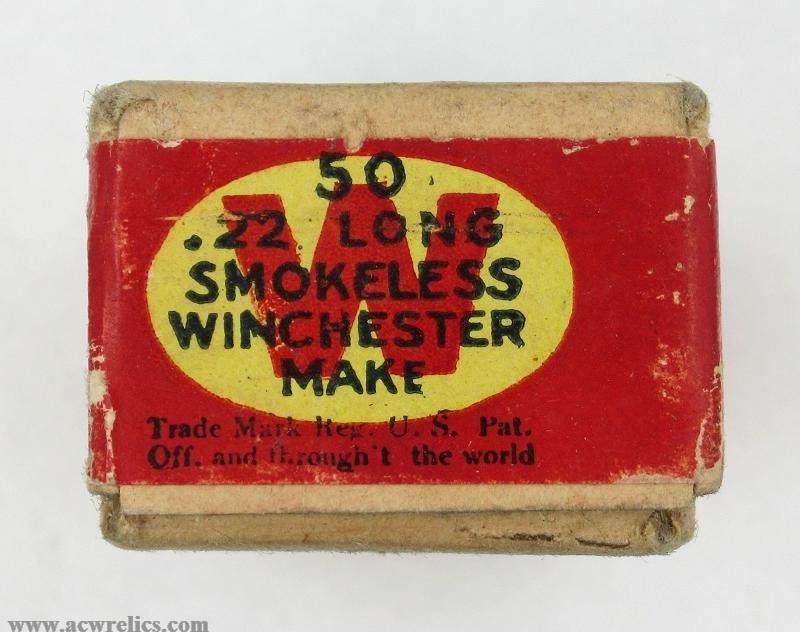 50
.22 LONG
SMOKELESS
WINCHESTER
MAKE
W
Trade Mark Reg. U. S. Pat.
Off. and through't the world
www.acwrelics.com